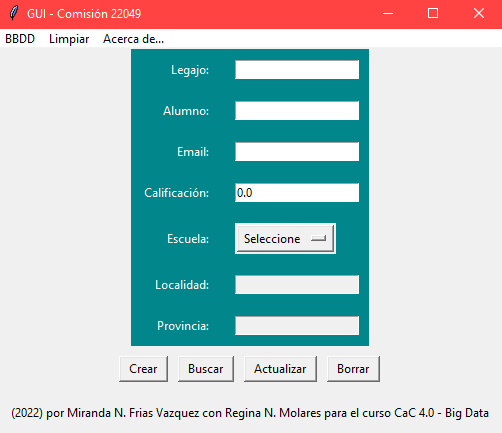 GUI - Comisión 22049
BBDD Limpiar Acerca de...
Legajo:
Alumno:
Email:
Calificación: 0.0
Escuela: Seleccione
Localidad:
Provincia:
Crear Buscar Actualizar Borrar
(2022) por Miranda N. Frias Vazquez con Regina N. Molares para el curso CaC 4.0 - Big Data